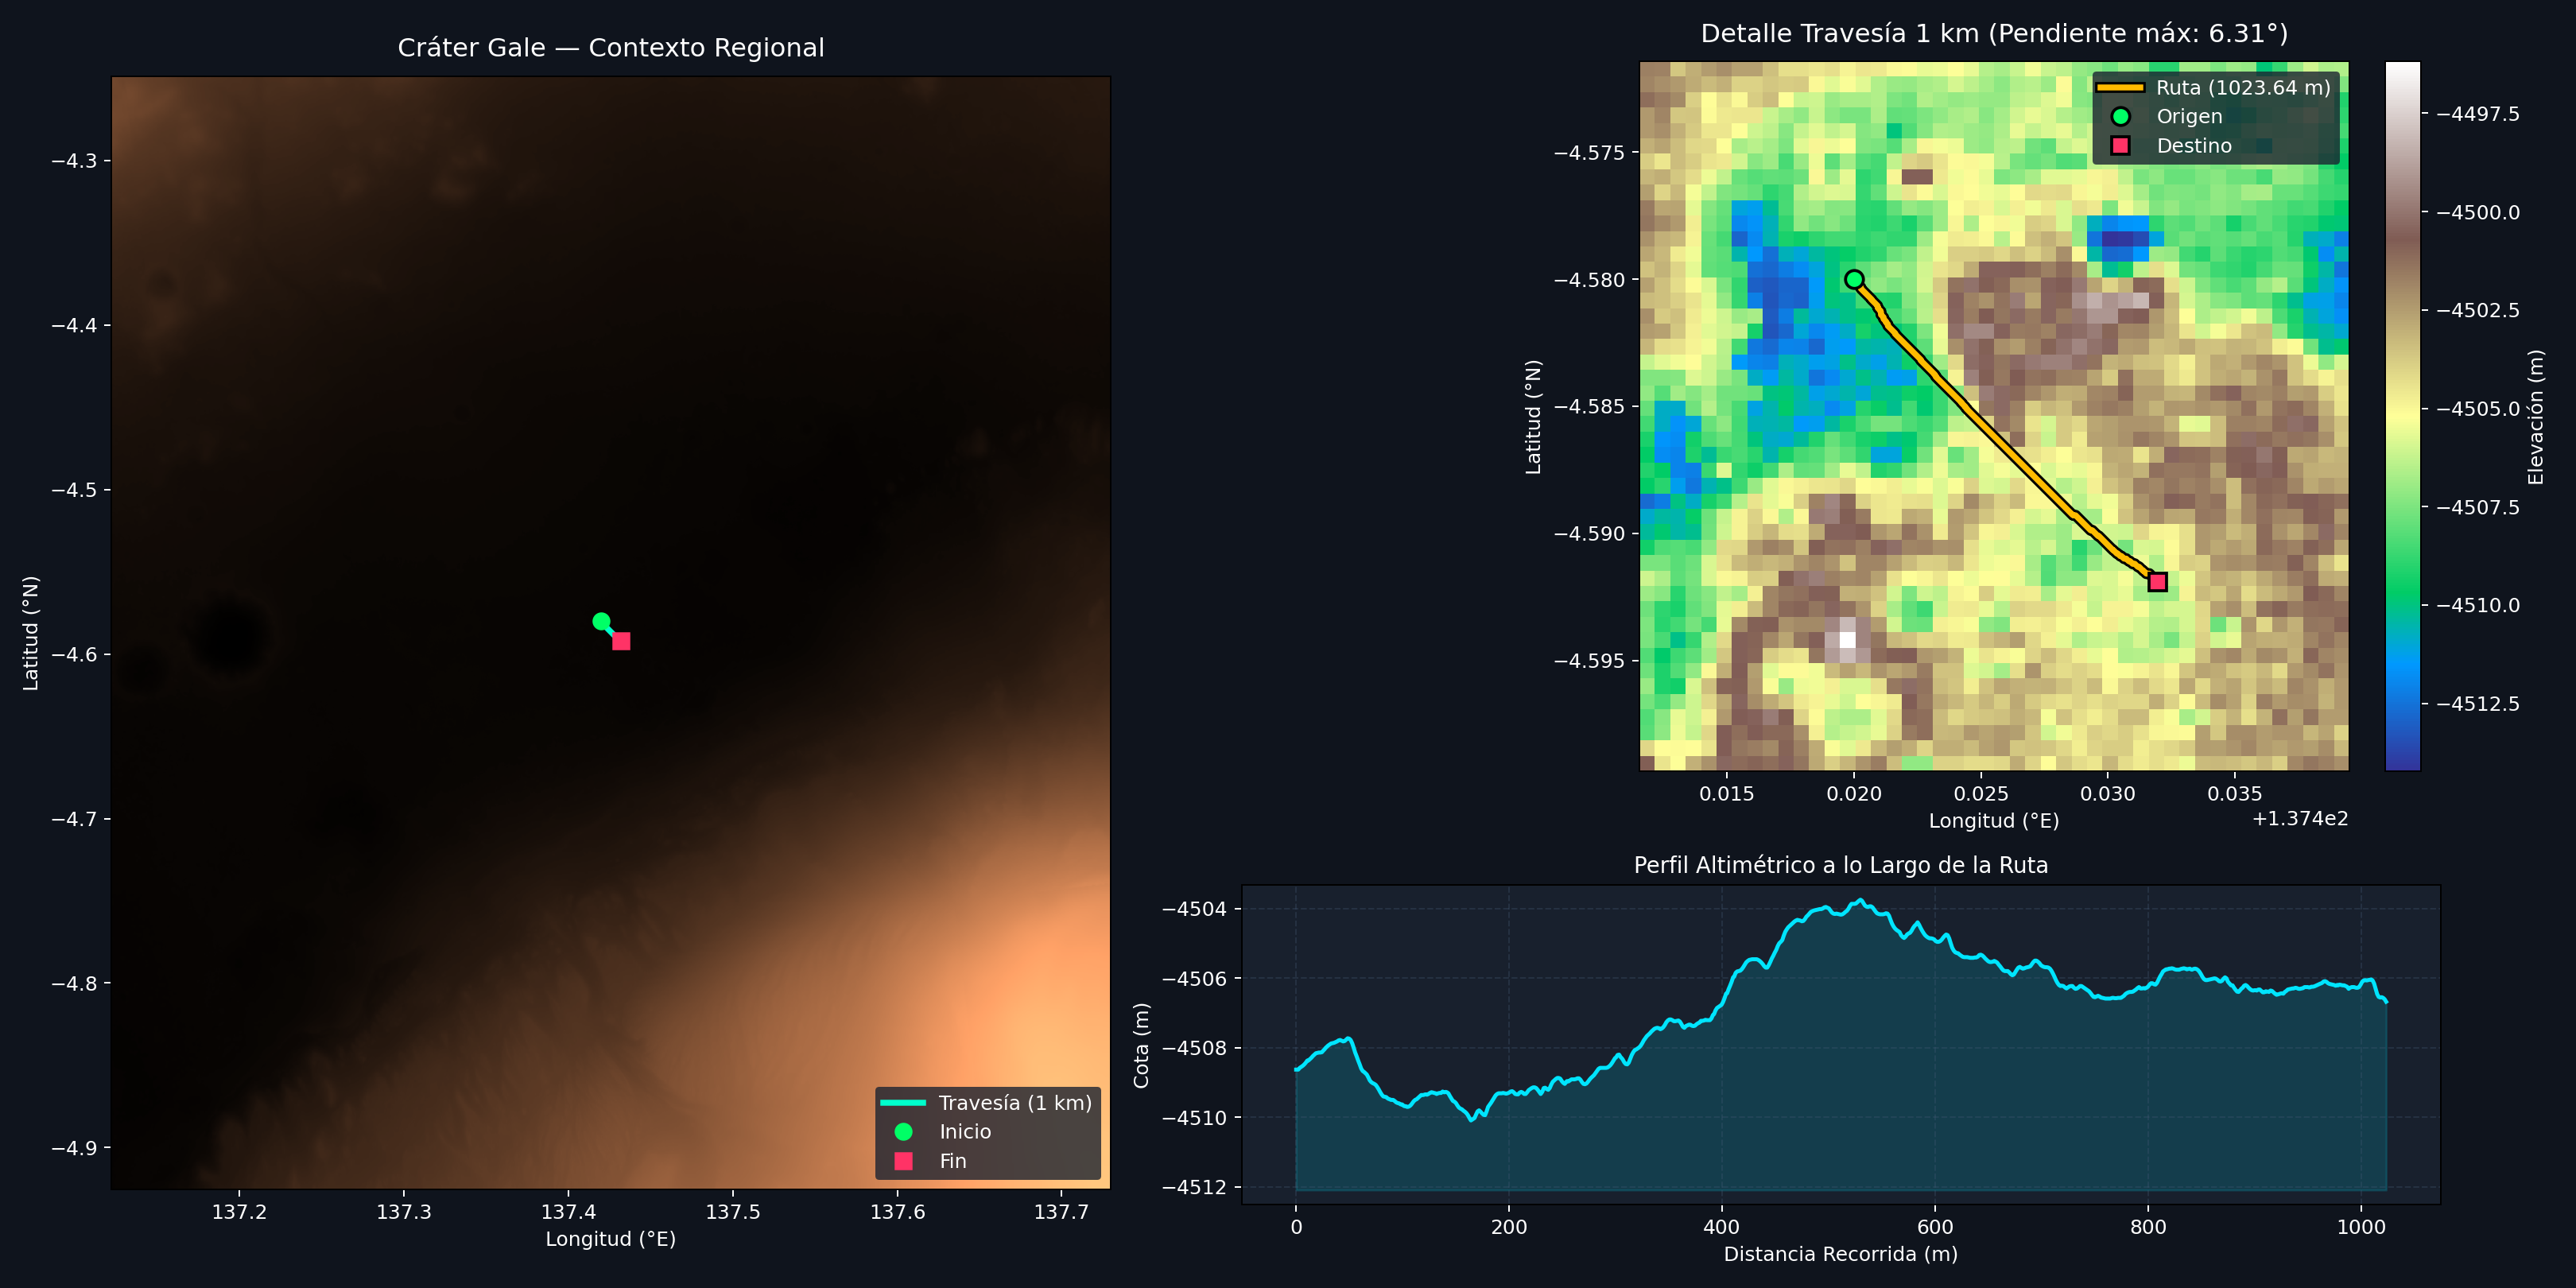 Cráter Gale — Contexto Regional
Latitud (°N)
−4.3
−4.4
−4.5
−4.6
−4.7
−4.8
−4.9
137.2
137.3
137.4
137.5
137.6
137.7
Longitud (°E)
Travesía (1 km)
Inicio
Fin
Detalle Travesía 1 km (Pendiente máx: 6.31°)
Latitud (°N)
−4.575
−4.580
−4.585
−4.590
−4.595
Ruta (1023.64 m)
Origen
Destino
0.015
0.020
0.025
0.030
0.035
+1.374e2
Longitud (°E)
−4497.5
−4500.0
−4502.5
−4505.0
−4507.5
−4510.0
−4512.5
Elevación (m)
Perfil Altimétrico a lo Largo de la Ruta
Cota (m)
−4504
−4506
−4508
−4510
−4512
0
200
400
600
800
1000
Distancia Recorrida (m)